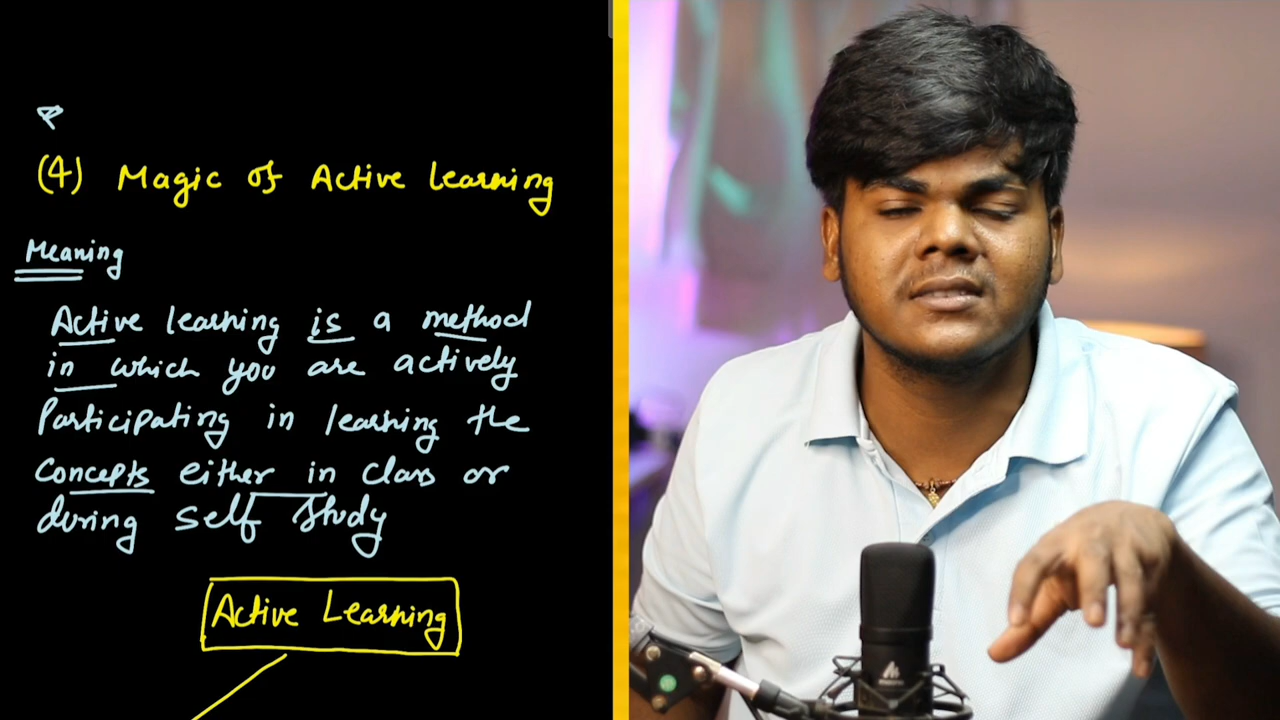 (4) Magic of Active learning
Meaning
Active learning is a method
in which you are actively
Participating in learning the
Concepts either in class or
during self study
Active Learning